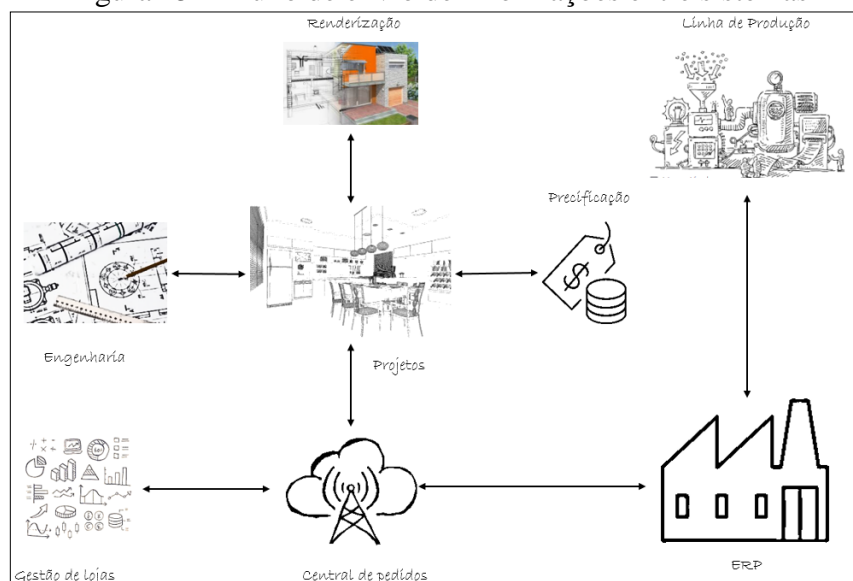 Renderização
Linha de Produção
Precificação
Engenharia
Projetos
Gestão de lojas
Central de pedidos
ERP